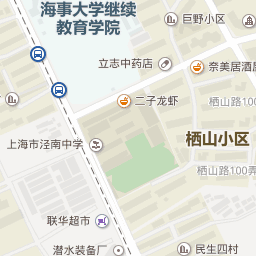 海事大学继续
教育学院
巨野小区
立志中药店
奈美居酒屋
栖山路10
二子龙虾
栖山小区
上海市泾南中学
栖山路100弄
联华超市
潜水装备厂
民生四村